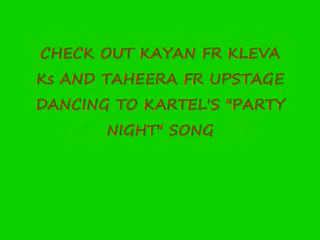 CHECK OUT KAYAN FR KLEVA
Ks AND TAHEERA FR UPSTAGE
DANCING TO KARTEL'S "PARTY
NIGHT" SONG